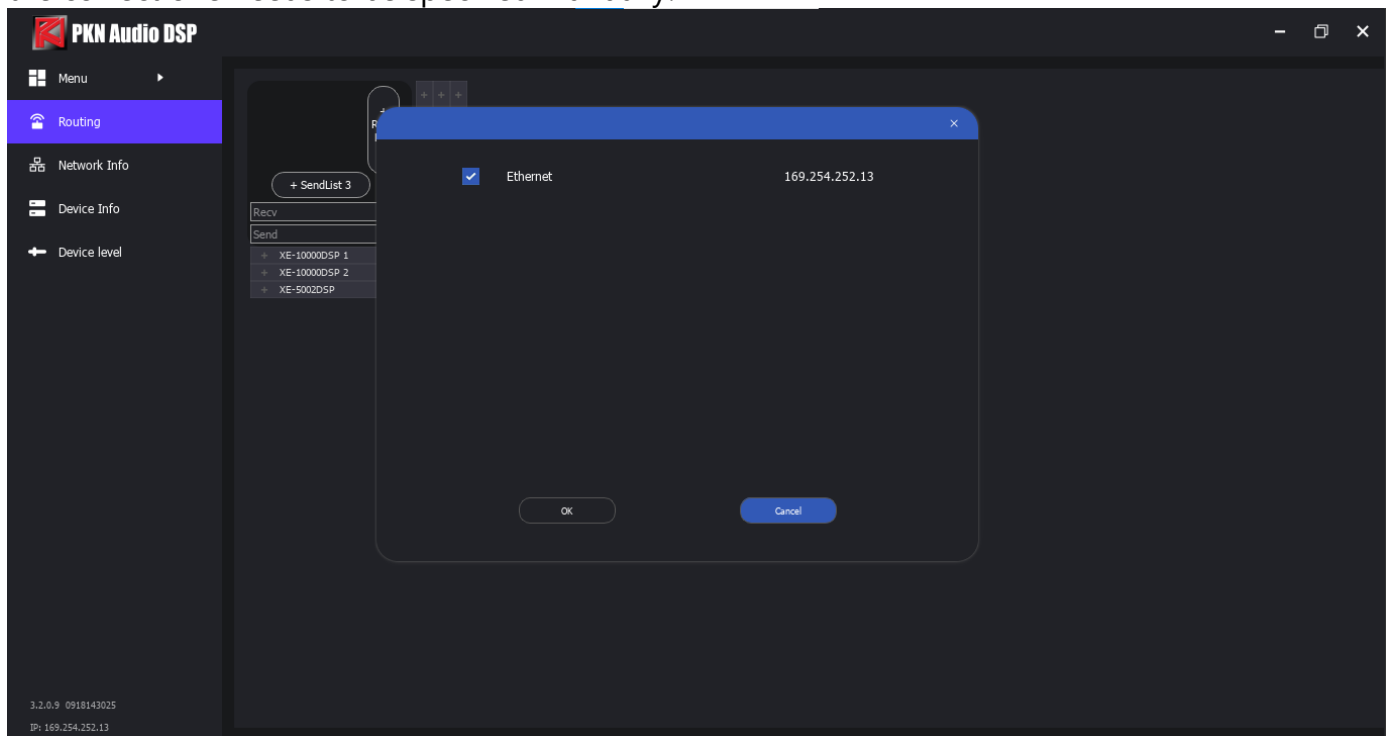 PKN Audio DSP
Menu
Routing
Network Info
Device Info
Device level
+ + +
+ SendList 3
Recv
Send
+ XE-10000DSP 1
+ XE-10000DSP 2
+ XE-5002DSP
Ethernet 169.254.252.13
OK Cancel
3.2.0.9 0918143025
IP: 169.254.252.13